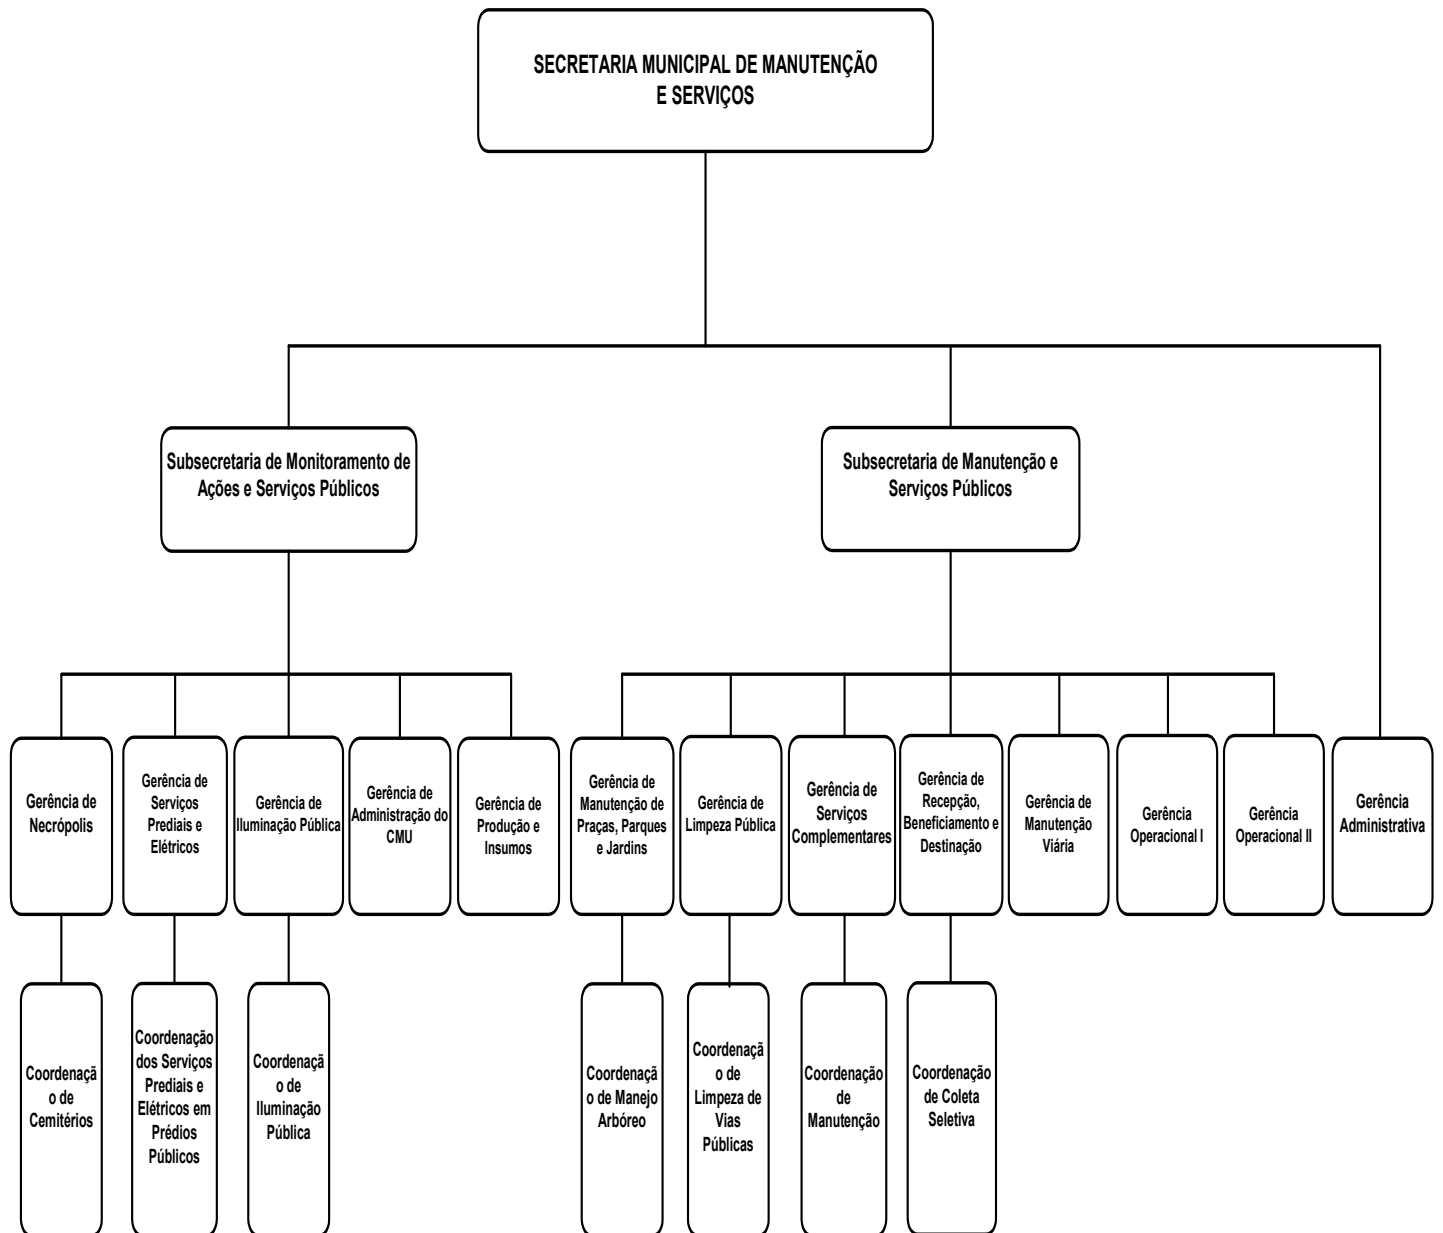 SECRETARIA MUNICIPAL DE MANUTENÇÃO
E SERVIÇOS
Subsecretaria de Monitoramento de
Ações e Serviços Públicos
Subsecretaria de Manutenção e
Serviços Públicos
Gerência de
Necrópolis
Gerência de
Serviços
Prediais e
Elétricos
Gerência de
Iluminação Pública
Gerência de
Administração do
CMU
Gerência de
Produção e
Insumos
Gerência de
Manutenção de
Praças, Parques
e Jardins
Gerência de
Limpeza Pública
Gerência de
Serviços
Complementares
Gerência de
Recepção,
Beneficiamento e
Destinação
Gerência de
Manutenção
Viária
Gerência
Operacional I
Gerência
Operacional II
Gerência
Administrativa
Coordenaçã
o de
Cemitérios
Coordenação
dos Serviços
Prediais e
Elétricos em
Prédios
Públicos
Coordenaçã
o de
Iluminação
Pública
Coordenaçã
o de Manejo
Arbóreo
Coordenaçã
o de
Limpeza de
Vias
Públicas
Coordenação
de
Manutenção
Coordenação
de Coleta
Seletiva